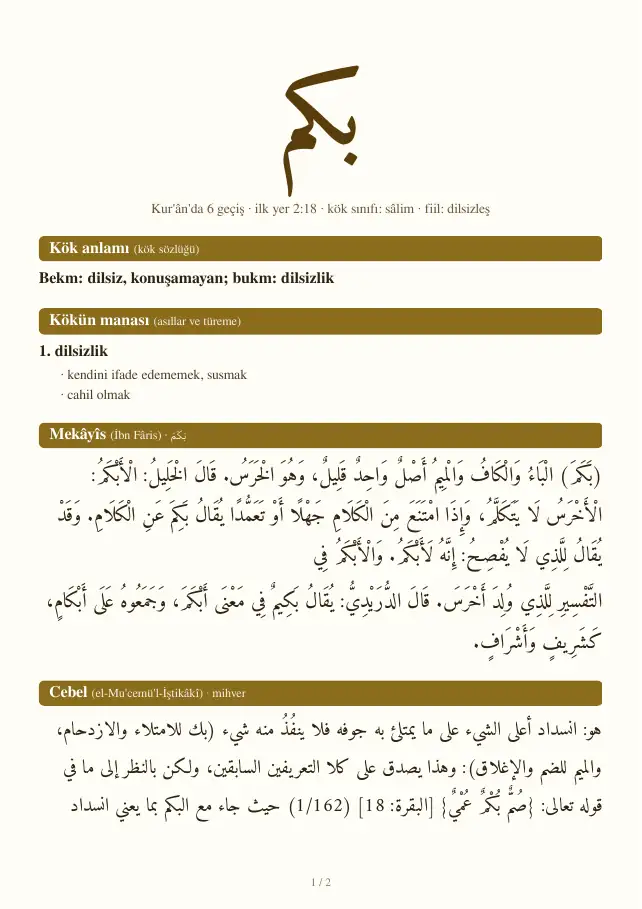 بكم
Kur'ân'da 6 geçiş · ilk yer 2:18 · kök sınıfı: sâlim · fiil: dilsizleş
Kök anlamı (kök sözlüğü)
Bekm: dilsiz, konuşamayan; bukm: dilsizlik
Kökün manası (asıllar ve türeme)
1. dilsizlik
· kendini ifade edememek, susmak
· cahil olmak
Mekâyîs (İbn Fâris) · بَكَمَ
(بَكَمَ) الْبَاءُ وَالْكَافُ وَالْمِيمُ أَصْلٌ وَاحِدٌ قَلِيلٌ، وَهُوَ الْخَرَسُ. قَالَ الْخَلِيلُ: الْأَبْكَمُ:
الْأَخْرَسُ لَا يَتَكَلَّمُ، وَإِذَا امْتَنَعَ مِنَ الْكَلَامِ جَهْلًا أَوْ تَعَمُّدًا يُقَالُ بَكِمَ عَنِ الْكَلَامِ. وَقَدْ
يُقَالُ لِلَّذِي لَا يُفْصِحُ: إِنَّهُ لَأَبْكَمُ. وَالْأَبْكَمُ فِي
التَّفْسِيرِ لِلَّذِي وُلِدَ أَخْرَسَ. قَالَ الدُّرَيْدِيُّ: يُقَالُ بَكِيمٌ فِي مَعْنَى أَبْكَمَ، وَجَمَعُوهُ عَلَى أَبْكَامٍ،
كَشَرِيفٍ وَأَشْرَافٍ.
Cebel (el-Mu'cemü'l-İştikâkî) · mihver
هو: انسداد أعلى الشيء على ما يمتلئ به جوفه فلا ينفُذُ منه شيء (بك للامتلاء والازدحام،
والميم للضم والإغلاق): وهذا يصدق على كلا التعريفين السابقين، ولكن بالنظر إلى ما في
قوله تعالى: {صُمٌّ بُكْمٌ عُمْيٌ} [البقرة: 18] (1/162) حيث جاء مع البكم بما يعني انسداد
1 / 2